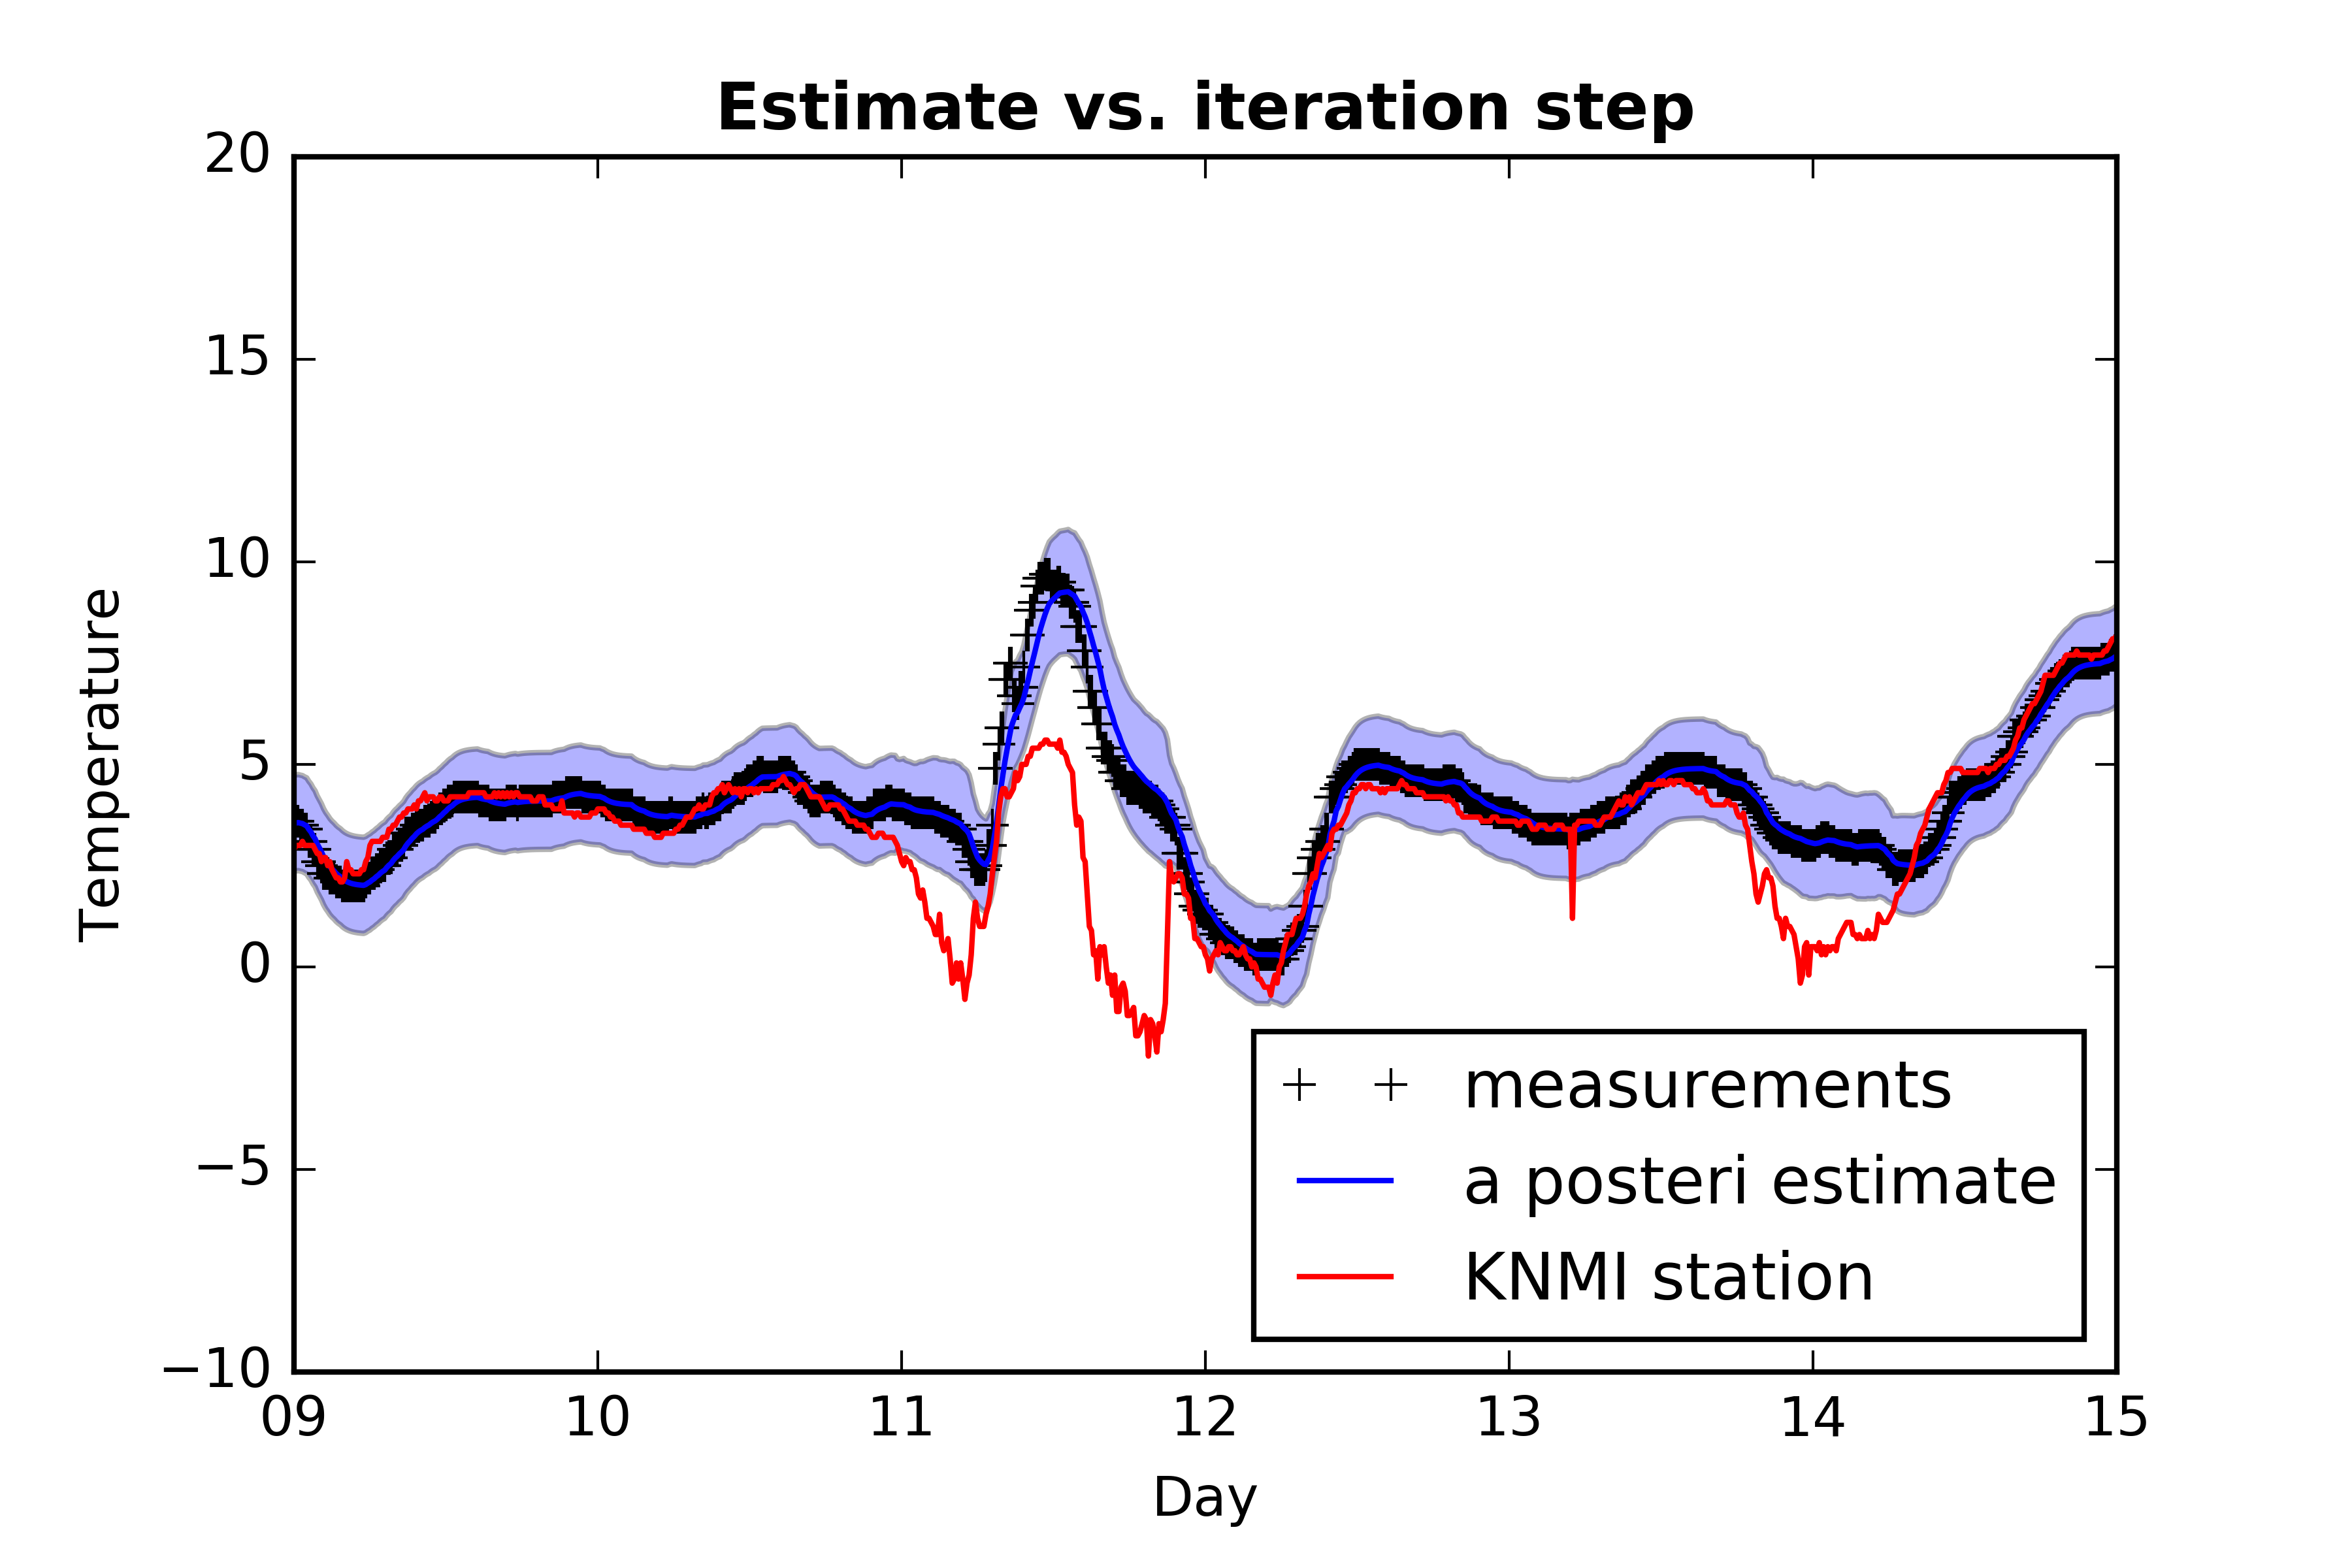 Estimate vs. iteration step
20
15
10
5
0
−5
−10
Temperature
measurements
a posteri estimate
KNMI station
09 10 11 12 13 14 15
Day